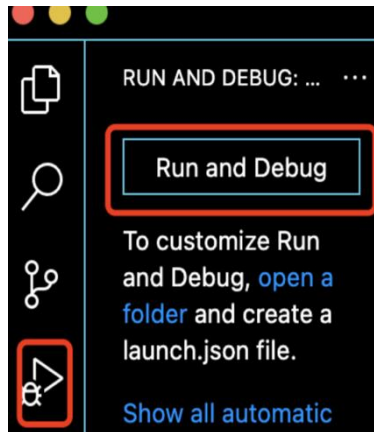 RUN AND DEBUG: ... ...
Run and Debug
To customize Run
and Debug, open a
folder and create a
launch.json file.
Show all automatic